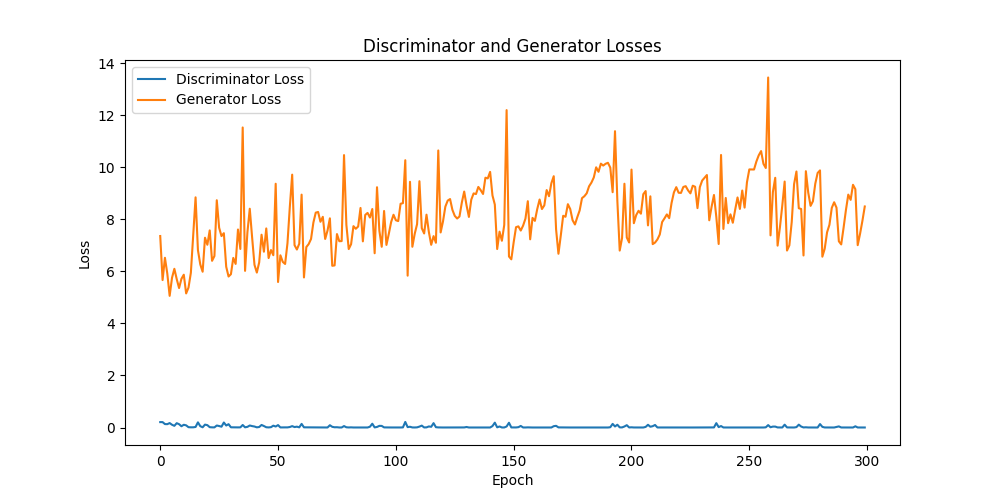 Discriminator and Generator Losses
Discriminator Loss
Generator Loss
14
12
10
8
6
4
2
0
Loss
0 50 100 150 200 250 300
Epoch